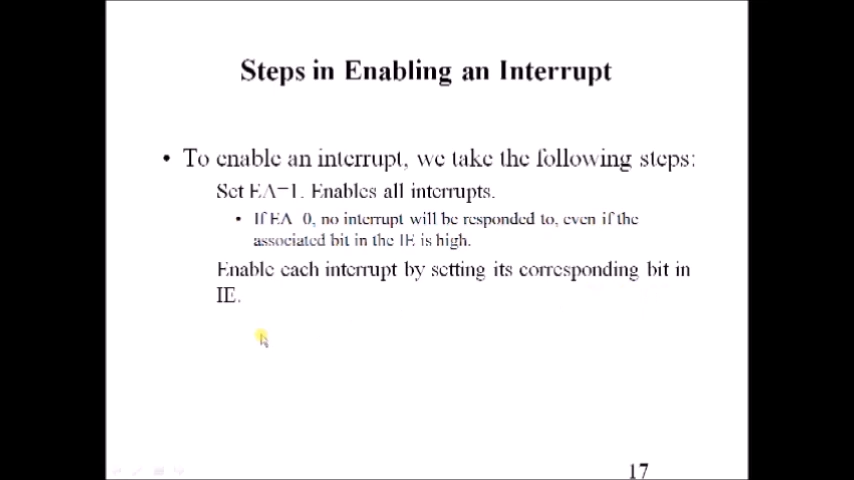 Steps in Enabling an Interrupt
• To enable an interrupt, we take the following steps:
Set EA=1. Enables all interrupts.
• If EA 0, no interrupt will be responded to, even if the
associated bit in the IE is high.
Enable each interrupt by setting its corresponding bit in
IE.
17